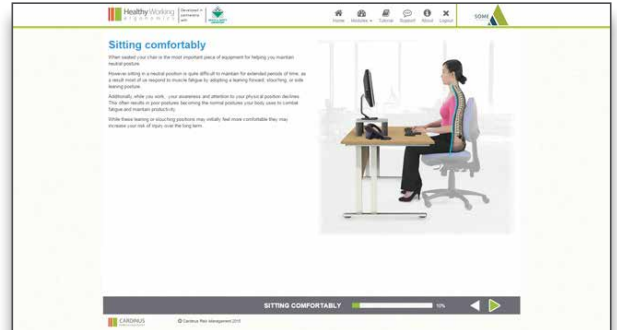 Healthy Working
ergonomics
Developed in
partnership
with
Home Modules Tutorial Support About Logout
SOME
Sitting comfortably
When seated your chair is the most important piece of equipment for helping you maintain
neutral posture.
However sitting in a neutral position is quite difficult to maintain for extended periods of time, as
a result most of us respond to muscle fatigue by adopting a leaning forward, slouching, or side
leaning posture.
Additionally, while you work, your awareness and attention to your physical position declines.
This often results in poor postures becoming the normal postures your body uses to combat
fatigue and maintain productivity.
While these leaning or slouching positions may initially feel more comfortable they may
increase your risk of injury over the long term.
SITTING COMFORTABLY 10%
CARDINUS
© Cardinus Risk Management 2015